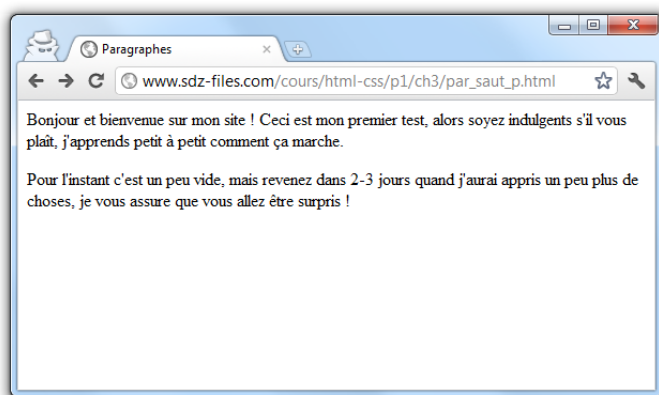 Paragraphes
www.sdz-files.com/cours/html-css/p1/ch3/par_saut_p.html
Bonjour et bienvenue sur mon site ! Ceci est mon premier test, alors soyez indulgents s'il vous
plaît, j'apprends petit à petit comment ça marche.
Pour l'instant c'est un peu vide, mais revenez dans 2-3 jours quand j'aurai appris un peu plus de
choses, je vous assure que vous allez être surpris !